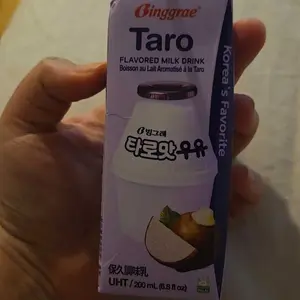 Binggrae®
Taro
FLAVORED MILK DRINK
Boisson au Lait Aromatisé à la Taro
Korea's Favorite
빙그레
타로맛우유
保久調味乳
UHT / 200 mL (6.8 fl oz)